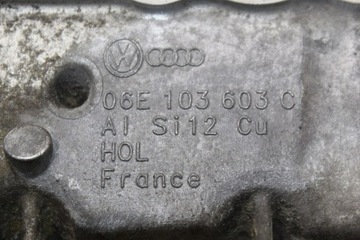 06E 103 603 C
Al Si12 Cu
HOL
France